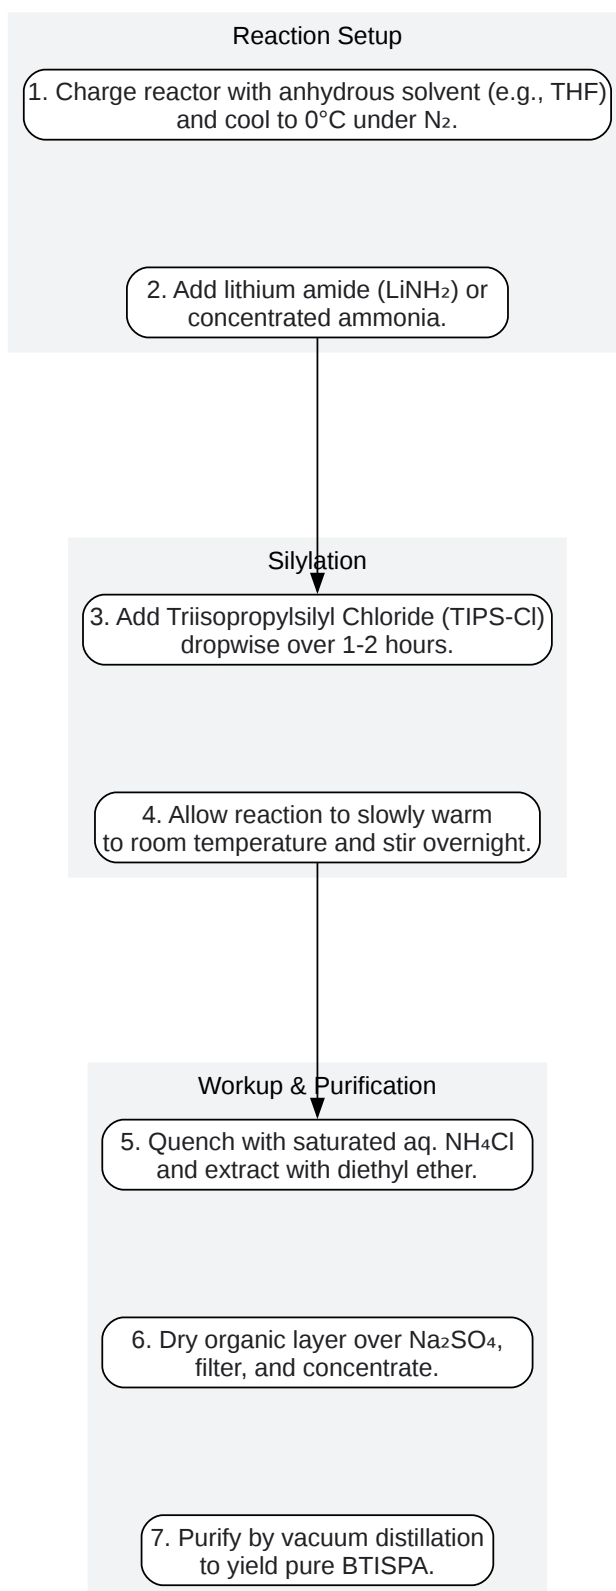 Reaction Setup
1. Charge reactor with anhydrous solvent (e.g., THF)
and cool to 0°C under N₂.
2. Add lithium amide (LiNH₂) or
concentrated ammonia.
Silylation
3. Add Triisopropylsilyl Chloride (TIPS-Cl)
dropwise over 1-2 hours.
4. Allow reaction to slowly warm
to room temperature and stir overnight.
Workup & Purification
5. Quench with saturated aq. NH₄Cl
and extract with diethyl ether.
6. Dry organic layer over Na₂SO₄,
filter, and concentrate.
7. Purify by vacuum distillation
to yield pure BTISPA.